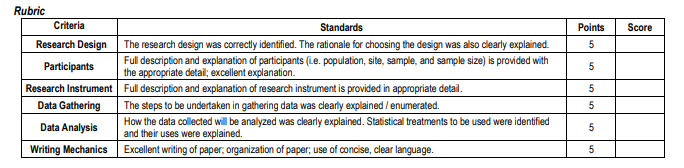 Rubric
Criteria Standards Points Score
Research Design The research design was correctly identified. The rationale for choosing the design was also clearly explained. 5
Participants Full description and explanation of participants (i.e. population, site, sample, and sample size) is provided with the appropriate detail; excellent explanation. 5
Research Instrument Full description and explanation of research instrument is provided in appropriate detail. 5
Data Gathering The steps to be undertaken in gathering data was clearly explained / enumerated. 5
Data Analysis How the data collected will be analyzed was clearly explained. Statistical treatments to be used were identified and their uses were explained. 5
Writing Mechanics Excellent writing of paper; organization of paper; use of concise, clear language. 5